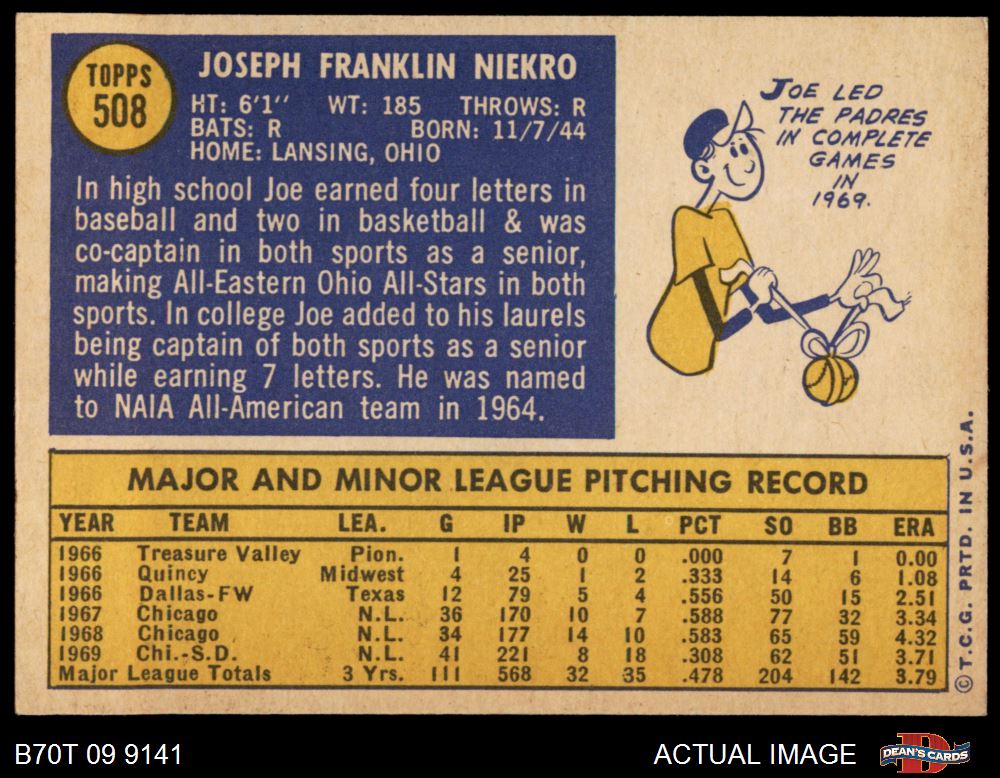 TOPPS
508
JOSEPH FRANKLIN NIEKRO
HT: 6'1" WT: 185 THROWS: R
BATS: R BORN: 11/7/44
HOME: LANSING, OHIO
In high school Joe earned four letters in
baseball and two in basketball & was
co-captain in both sports as a senior,
making All-Eastern Ohio All-Stars in both
sports. In college Joe added to his laurels
being captain of both sports as a senior
while earning 7 letters. He was named
to NAIA All-American team in 1964.
JOE LED
THE PADRES
IN COMPLETE
GAMES
IN
1969.
MAJOR AND MINOR LEAGUE PITCHING RECORD
YEAR TEAM LEA. G IP W L PCT SO BB ERA
1966 Treasure Valley Pion. 1 4 0 0 .000 7 1 0.00
1966 Quincy Midwest 4 25 1 2 .333 14 6 1.08
1966 Dallas-FW Texas 12 79 5 4 .556 50 15 2.51
1967 Chicago N.L. 36 170 10 7 .588 77 32 3.34
1968 Chicago N.L. 34 177 14 10 .583 65 59 4.32
1969 Chi.-S.D. N.L. 41 221 8 18 .308 62 51 3.71
Major League Totals 3 Yrs. 111 568 32 35 .478 204 142 3.79
© T.C.G. PRTD. IN U.S.A.
B70T 09 9141
ACTUAL IMAGE
DEAN'S CARDS